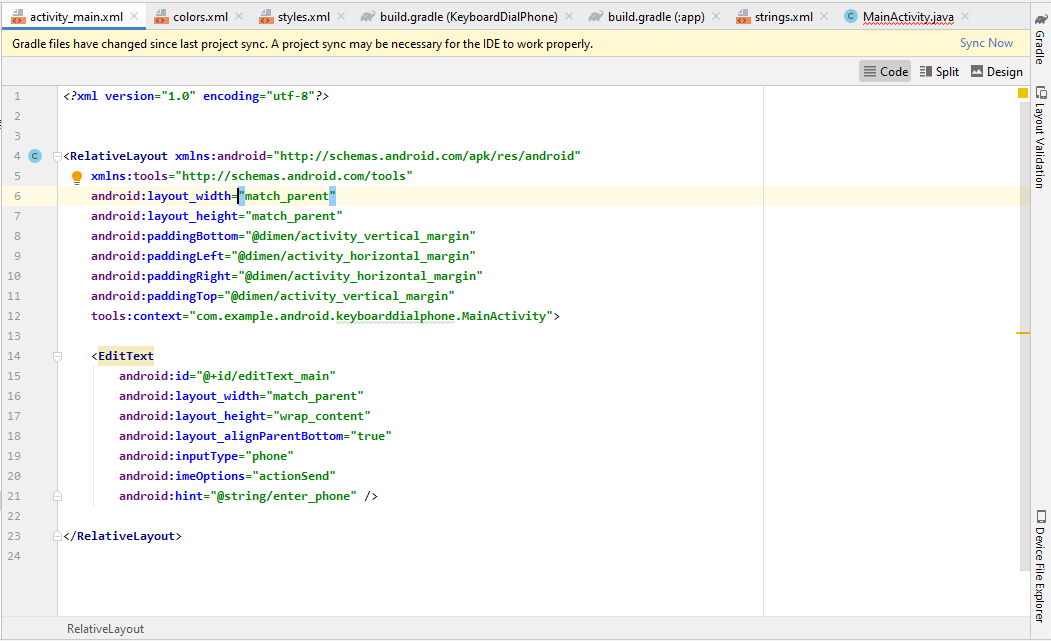 activity_main.xml colors.xml styles.xml build.gradle (KeyboardDialPhone) build.gradle (:app) strings.xml MainActivity.java
Gradle files have changed since last project sync. A project sync may be necessary for the IDE to work properly. Sync Now
Code Split Design
1 <?xml version="1.0" encoding="utf-8"?>
2
3
4 C <RelativeLayout xmlns:android="http://schemas.android.com/apk/res/android"
5 xmlns:tools="http://schemas.android.com/tools"
6 android:layout_width="match_parent"
7 android:layout_height="match_parent"
8 android:paddingBottom="@dimen/activity_vertical_margin"
9 android:paddingLeft="@dimen/activity_horizontal_margin"
10 android:paddingRight="@dimen/activity_horizontal_margin"
11 android:paddingTop="@dimen/activity_vertical_margin"
12 tools:context="com.example.android.keyboarddialphone.MainActivity">
13
14 <EditText
15 android:id="@+id/editText_main"
16 android:layout_width="match_parent"
17 android:layout_height="wrap_content"
18 android:layout_alignParentBottom="true"
19 android:inputType="phone"
20 android:imeOptions="actionSend"
21 android:hint="@string/enter_phone" />
22
23 </RelativeLayout>
24
RelativeLayout
Gradle
Layout Validation
Device File Explorer